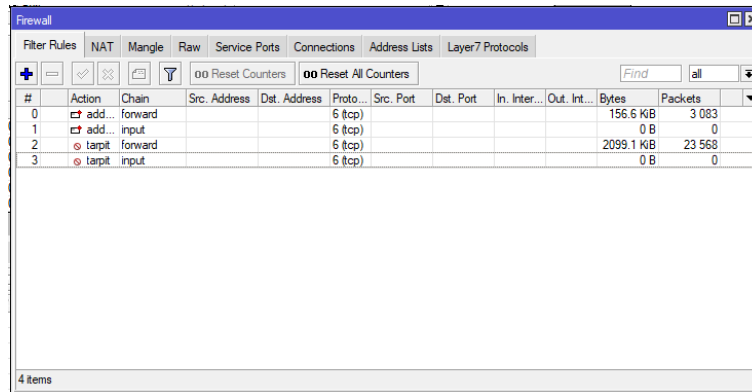 Firewall
Filter Rules NAT Mangle Raw Service Ports Connections Address Lists Layer7 Protocols
00 Reset Counters 00 Reset All Counters Find all
# Action Chain Src. Address Dst. Address Proto... Src. Port Dst. Port In. Inter... Out. Int... Bytes Packets
0 add... forward 6 (tcp) 156.6 KiB 3 083
1 add... input 6 (tcp) 0 B 0
2 tarpit forward 6 (tcp) 2099.1 KiB 23 568
3 tarpit input 6 (tcp) 0 B 0
4 items